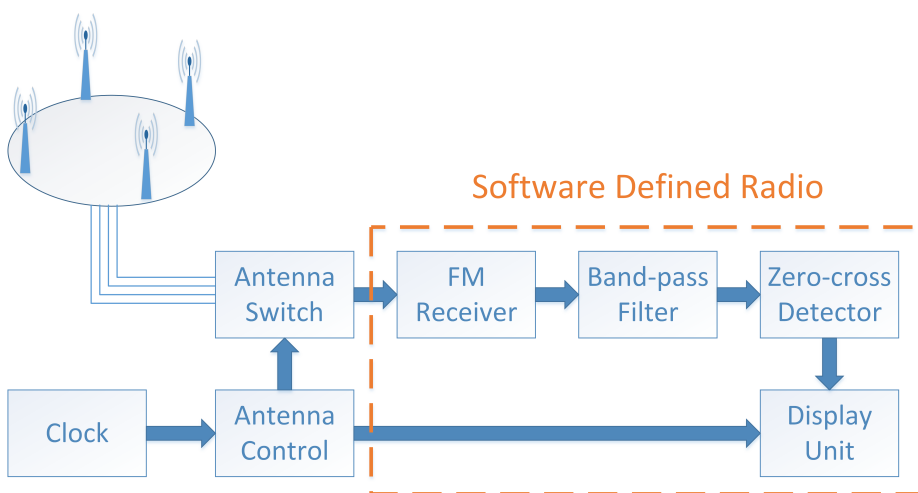 Software Defined Radio
Antenna
Switch
FM
Receiver
Band-pass
Filter
Zero-cross
Detector
Clock
Antenna
Control
Display
Unit